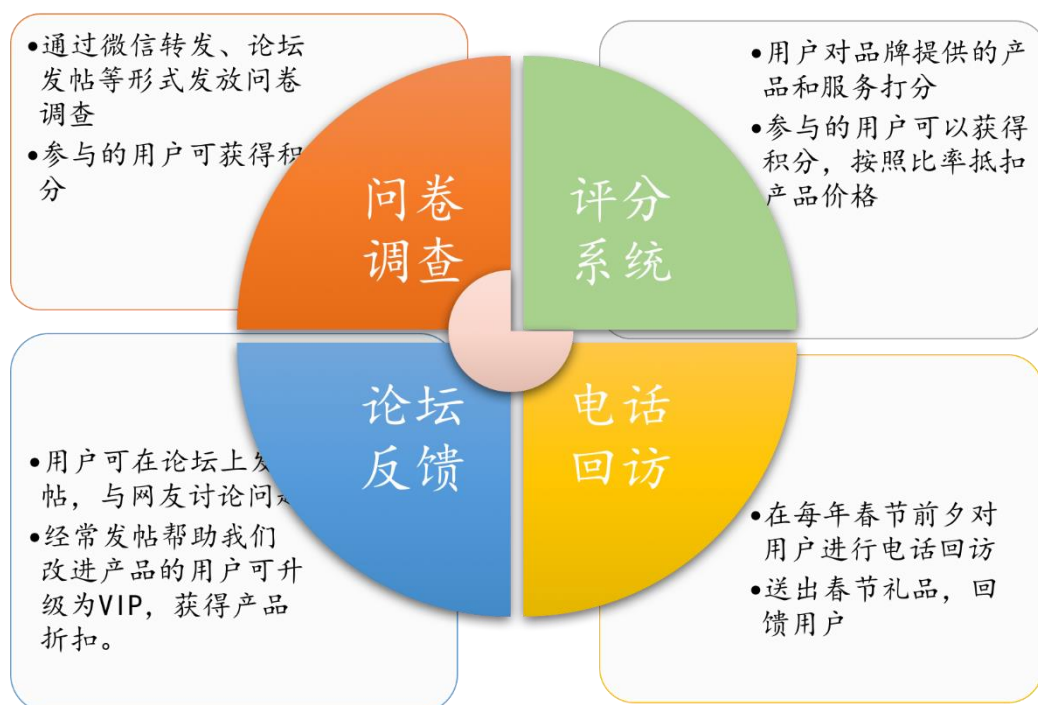 •通过微信转发、论坛
发帖等形式发放问卷
调查
•参与的用户可获得积
分
问卷
调查
评分
系统
•用户对品牌提供的产
品和服务打分
•参与的用户可以获得
积分，按照比率抵扣
产品价格
•用户可在论坛上发
帖，与网友讨论问
•经常发帖帮助我们
改进产品的用户可升
级为VIP，获得产品
折扣。
论坛
反馈
电话
回访
•在每年春节前夕对
用户进行电话回访
•送出春节礼品，回
馈用户